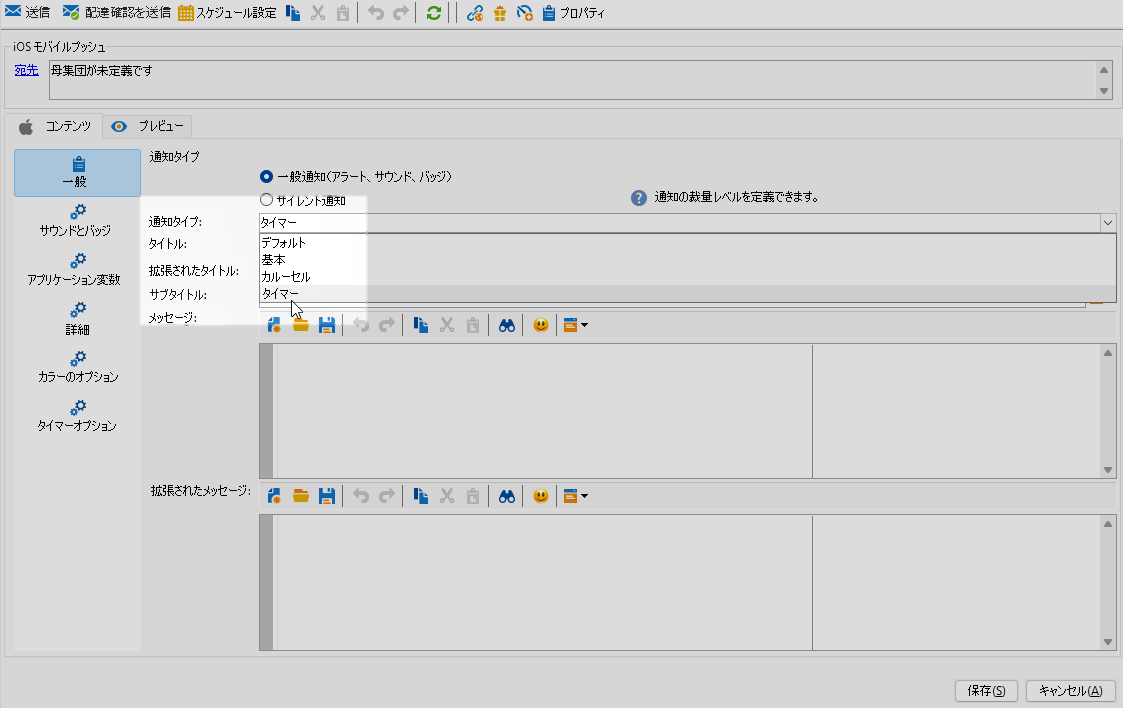 送信 配達確認を送信 スケジュール設定 プロパティ
iOS モバイルプッシュ
宛先 母集団が未定義です
コンテンツ プレビュー
一般
サウンドとバッジ
アプリケーション変数
詳細
カラーのオプション
タイマーオプション
通知タイプ
一般通知(アラート、サウンド、バッジ)
サイレント通知
? 通知の裁量レベルを定義できます。
通知タイプ: タイマー
タイトル:
拡張されたタイトル:
サブタイトル:
メッセージ:
デフォルト
基本
カルーセル
タイマー
拡張されたメッセージ:
保存(S) キャンセル(A)